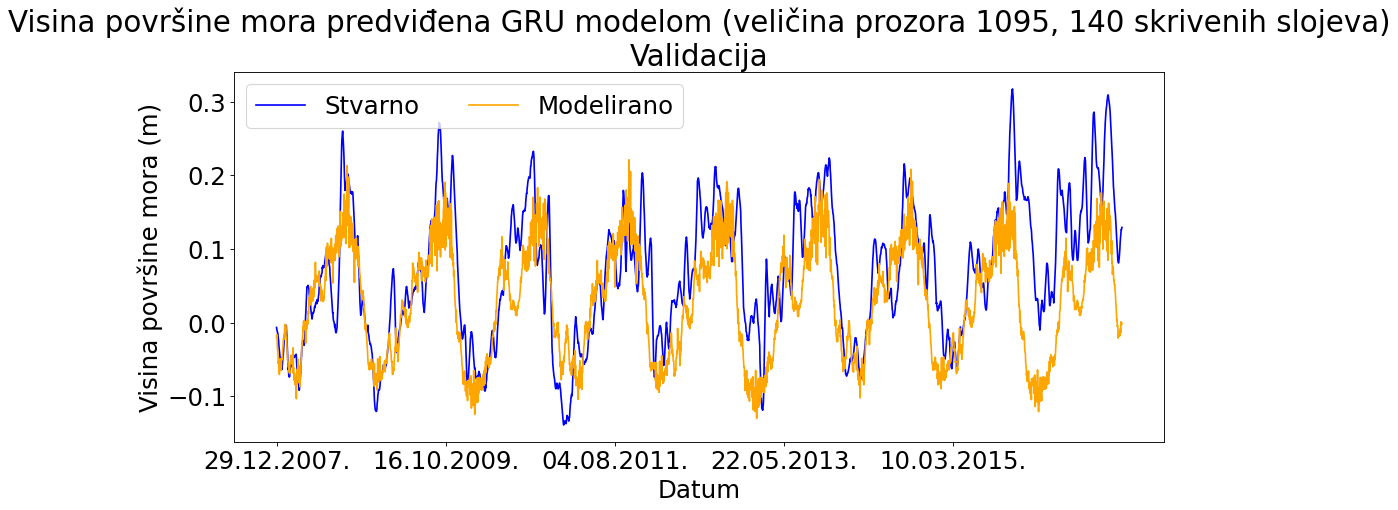 Visina površine mora predviđena GRU modelom (veličina prozora 1095, 140 skrivenih slojeva)
Validacija
Stvarno
Modelirano
Visina površine mora (m)
0.3
0.2
0.1
0.0
−0.1
29.12.2007.
16.10.2009.
04.08.2011.
22.05.2013.
10.03.2015.
Datum